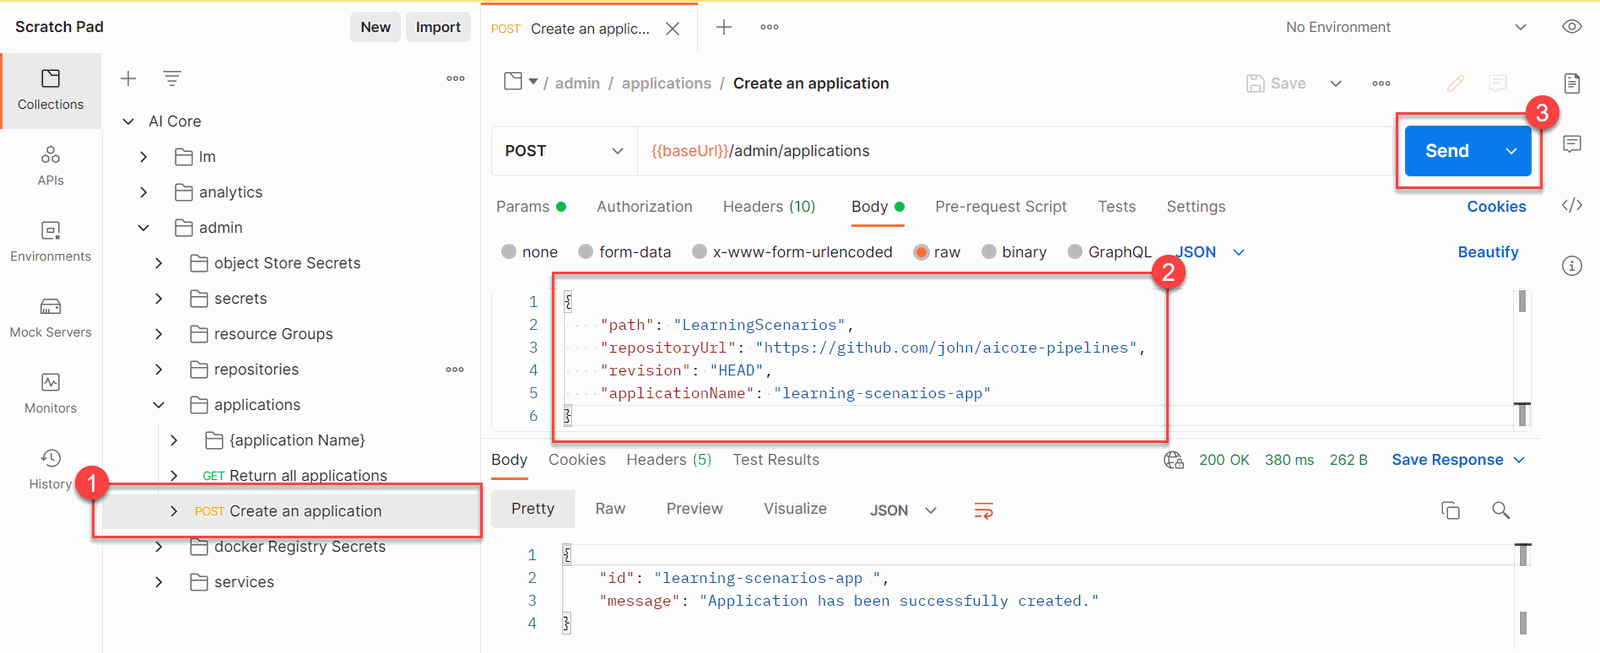 Scratch Pad
New
Import
POST Create an applic...
No Environment
Collections
APIs
Environments
Mock Servers
Monitors
History
AI Core
lm
analytics
admin
object Store Secrets
secrets
resource Groups
repositories
applications
{application Name}
GET Return all applications
1
POST Create an application
docker Registry Secrets
services
/ admin / applications / Create an application
Save
POST
{{baseUrl}}/admin/applications
Send
3
Params
Authorization
Headers (10)
Body
Pre-request Script
Tests
Settings
Cookies
none
form-data
x-www-form-urlencoded
raw
binary
GraphQL
JSON
Beautify
2
1 {
2 "path": "LearningScenarios",
3 "repositoryUrl": "https://github.com/john/aicore-pipelines",
4 "revision": "HEAD",
5 "applicationName": "learning-scenarios-app"
6 }
Body
Cookies
Headers (5)
Test Results
200 OK
380 ms
262 B
Save Response
Pretty
Raw
Preview
Visualize
JSON
1 {
2 "id": "learning-scenarios-app ",
3 "message": "Application has been successfully created."
4 }